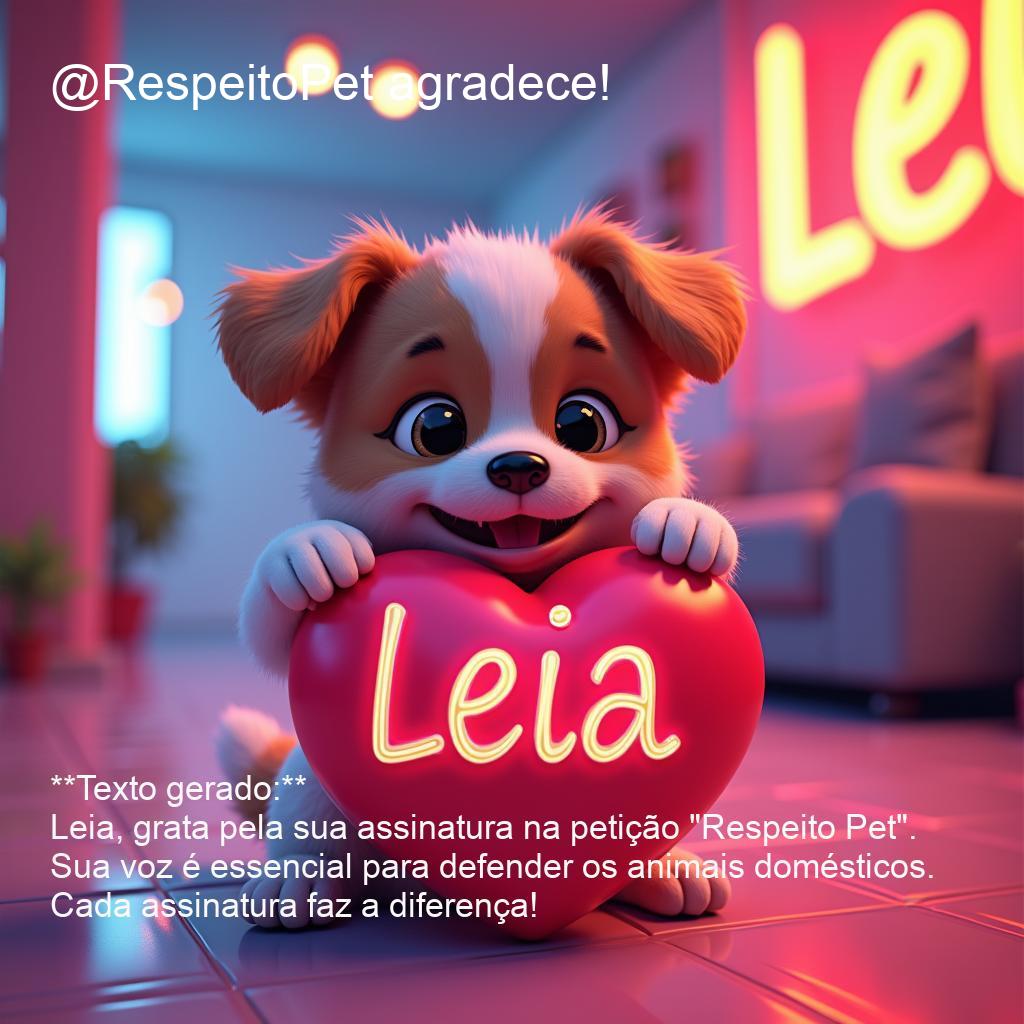 @RespeitoPet agradece!
Lei
Leia
**Texto gerado:**
Leia, grata pela sua assinatura na petição "Respeito Pet".
Sua voz é essencial para defender os animais domésticos.
Cada assinatura faz a diferença!